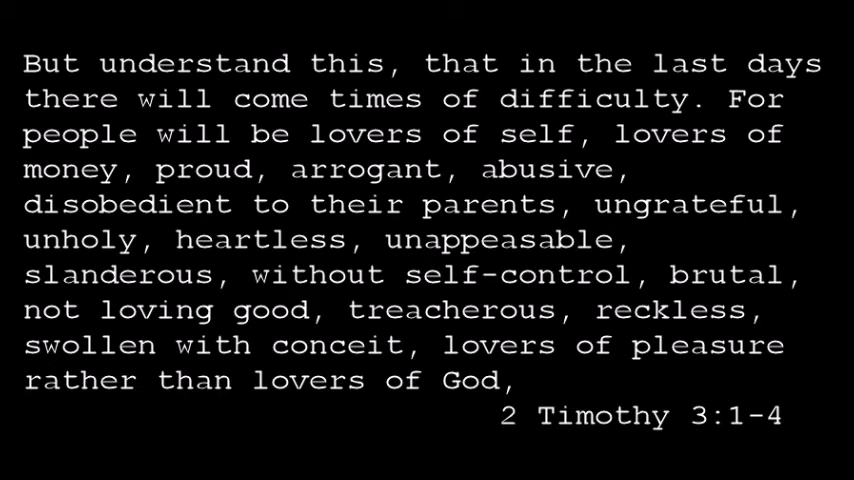 But understand this, that in the last days
there will come times of difficulty. For
people will be lovers of self, lovers of
money, proud, arrogant, abusive,
disobedient to their parents, ungrateful,
unholy, heartless, unappeasable,
slanderous, without self-control, brutal,
not loving good, treacherous, reckless,
swollen with conceit, lovers of pleasure
rather than lovers of God,
2 Timothy 3:1-4